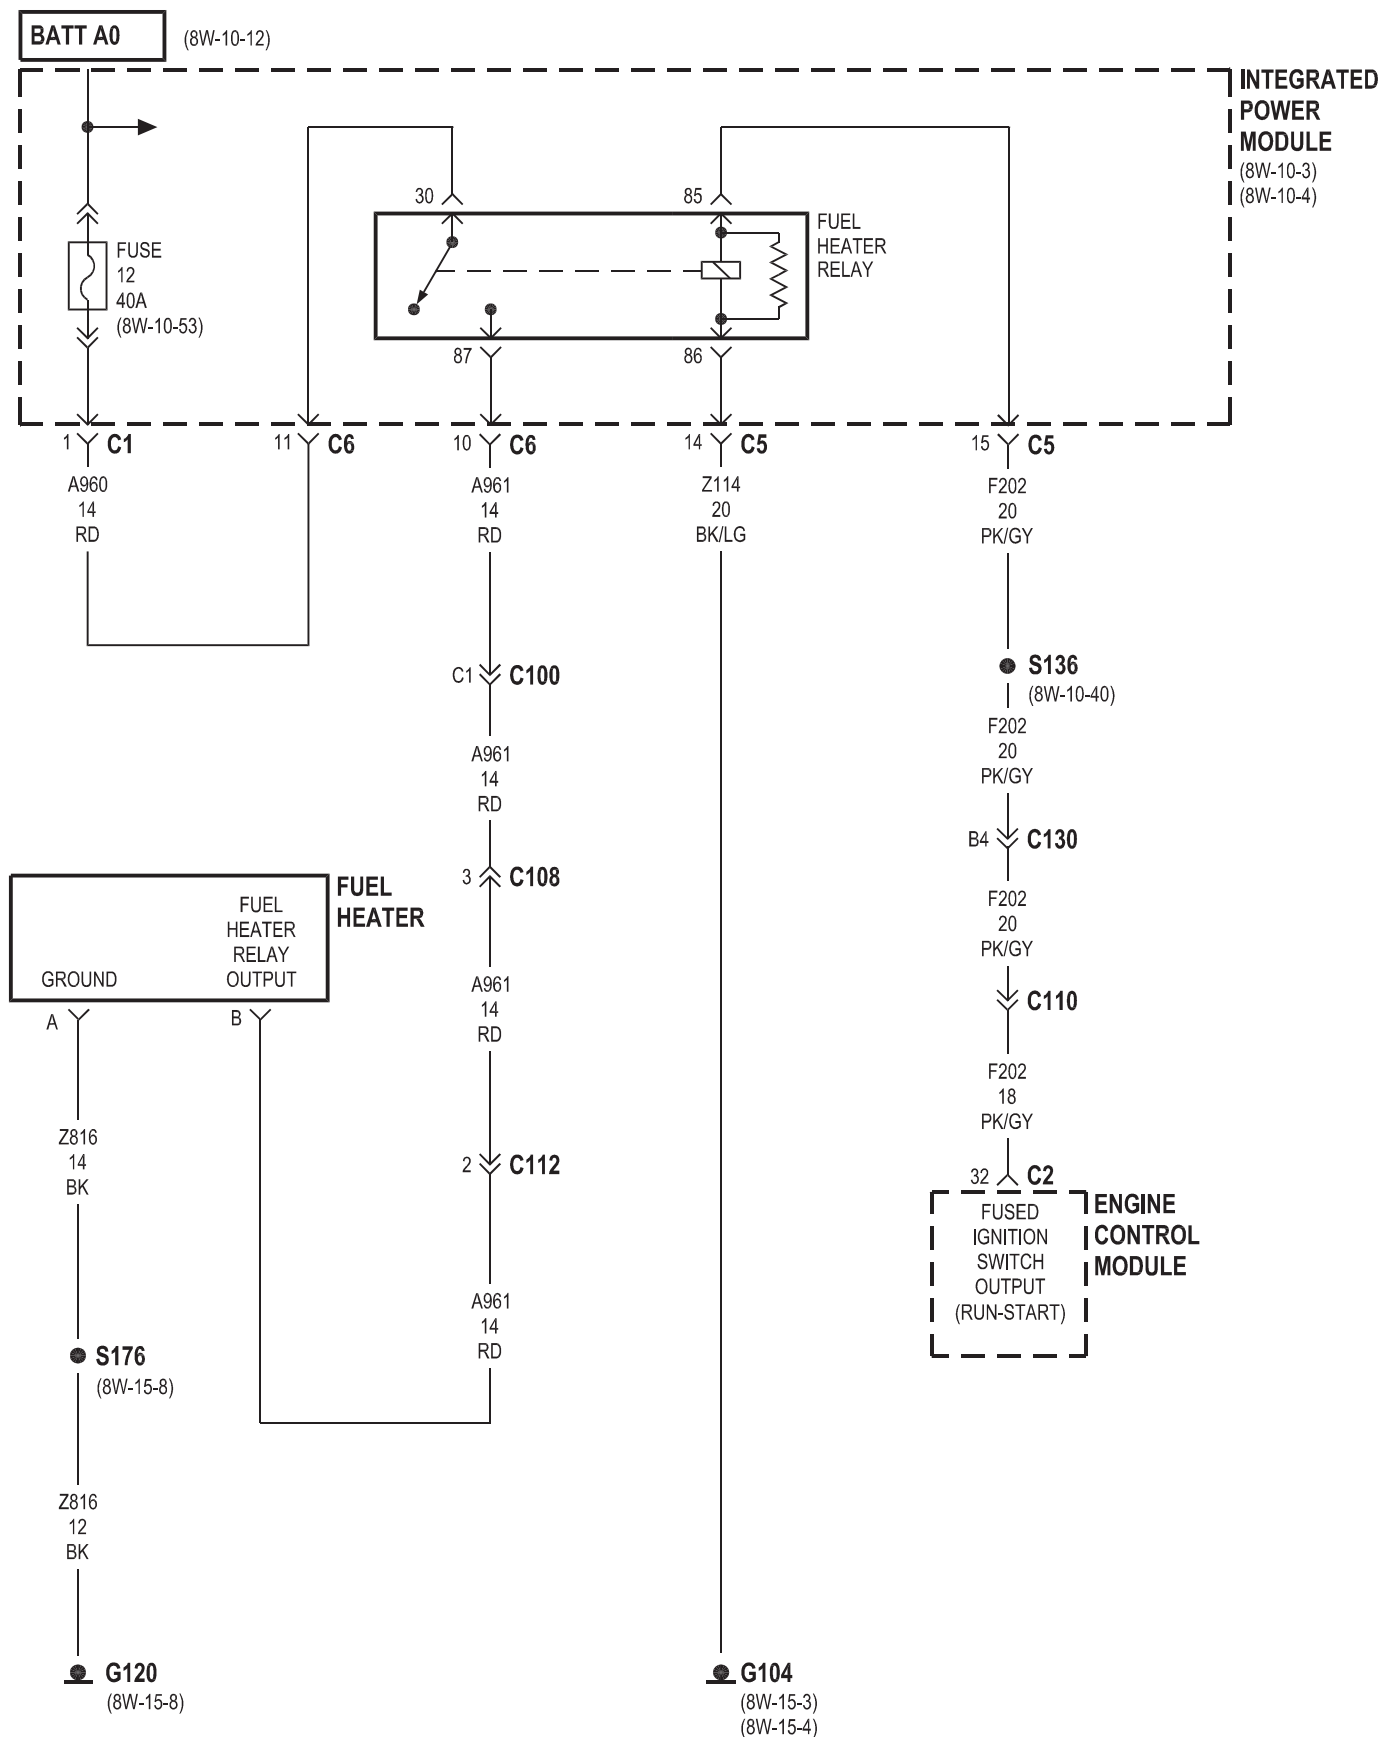 BATT A0
(8W-10-12)
INTEGRATED
POWER
MODULE
(8W-10-3)
(8W-10-4)
30
85
FUEL
HEATER
RELAY
FUSE
12
40A
(8W-10-53)
87
86
1
C1
11
C6
10
C6
14
C5
15
C5
A960
14
RD
A961
14
RD
Z114
20
BK/LG
F202
20
PK/GY
C1
C100
S136
(8W-10-40)
A961
14
RD
F202
20
PK/GY
B4
C130
3
C108
FUEL
HEATER
FUEL
HEATER
RELAY
OUTPUT
GROUND
A
B
F202
20
PK/GY
A961
14
RD
C110
F202
18
PK/GY
Z816
14
BK
2
C112
32
C2
ENGINE
CONTROL
MODULE
FUSED
IGNITION
SWITCH
OUTPUT
(RUN-START)
A961
14
RD
S176
(8W-15-8)
Z816
12
BK
G120
(8W-15-8)
G104
(8W-15-3)
(8W-15-4)